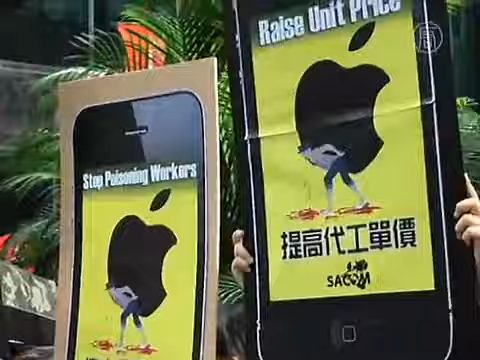 Stop Poisoning Workers
Raise Unit Price
提高代工單價
SACOM